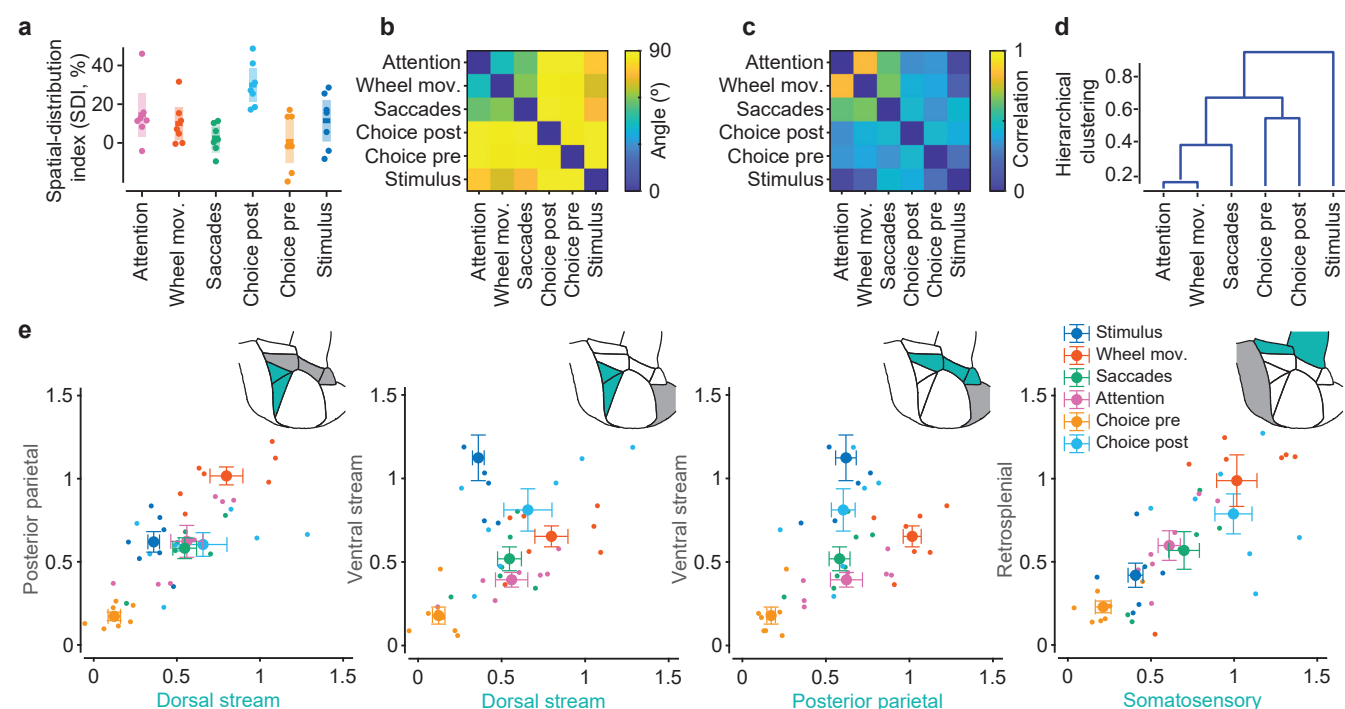 a
Spatial-distribution
index (SDI, %)
40
20
0
Attention
Wheel mov.
Saccades
Choice post
Choice pre
Stimulus
b
Attention
Wheel mov.
Saccades
Choice post
Choice pre
Stimulus
Attention
Wheel mov.
Saccades
Choice post
Choice pre
Stimulus
90
Angle (º)
0
c
Attention
Wheel mov.
Saccades
Choice post
Choice pre
Stimulus
Attention
Wheel mov.
Saccades
Choice post
Choice pre
Stimulus
1
Correlation
0
d
Hierarchical
clustering
0.8
0.6
0.4
0.2
Attention
Wheel mov.
Saccades
Choice pre
Choice post
Stimulus
e
Posterior parietal
1.5
1
0.5
0
0 0.5 1 1.5
Dorsal stream
Ventral stream
1.5
1
0.5
0
0 0.5 1 1.5
Dorsal stream
Ventral stream
1.5
1
0.5
0
0 0.5 1 1.5
Posterior parietal
Stimulus
Wheel mov.
Saccades
Attention
Choice pre
Choice post
Retrosplenial
1.5
1
0.5
0
0 0.5 1 1.5
Somatosensory